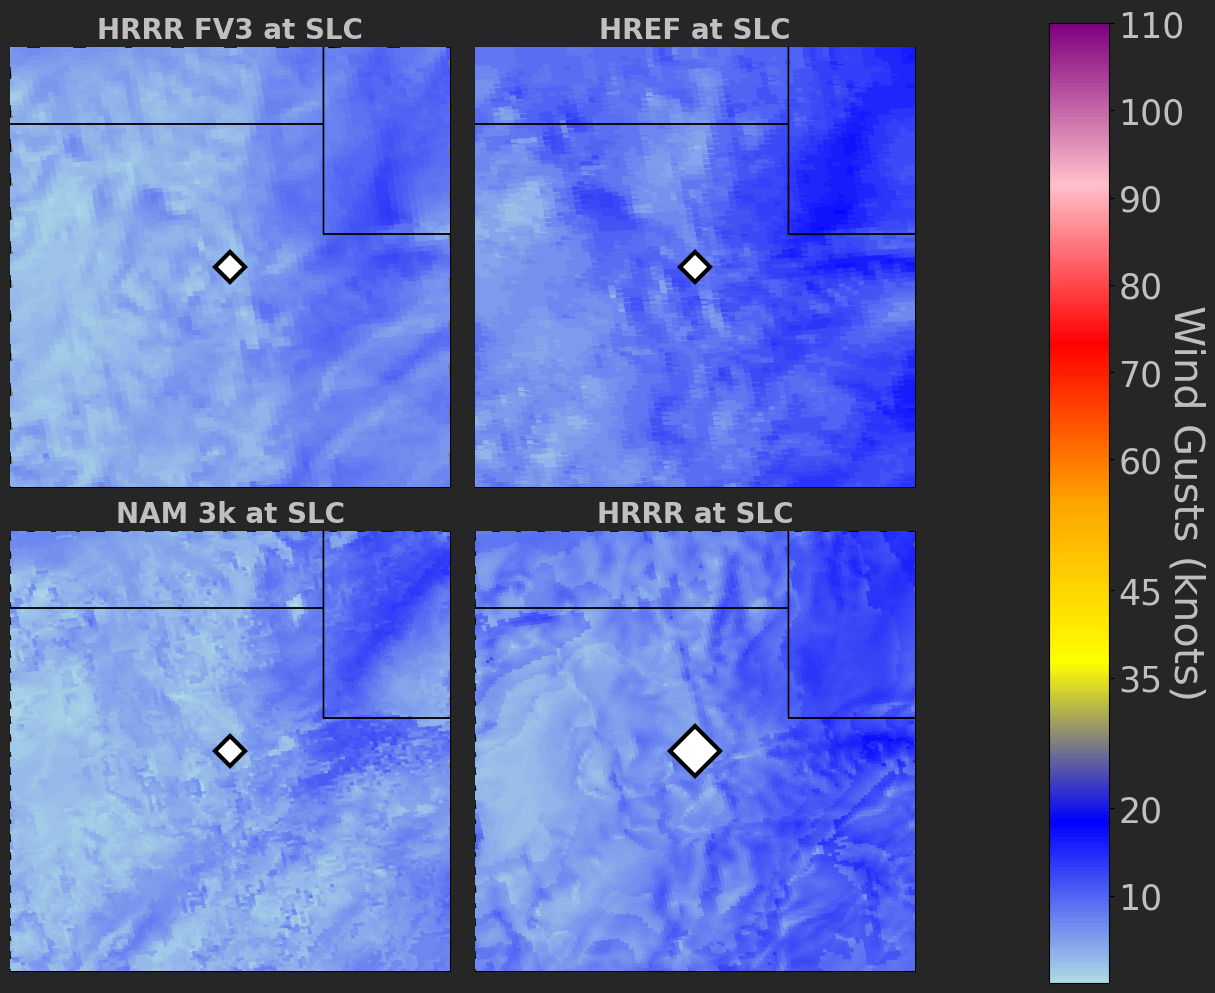 HRRR FV3 at SLC
HREF at SLC
NAM 3k at SLC
HRRR at SLC
110
100
90
80
70
60
45
35
20
10
Wind Gusts (knots)